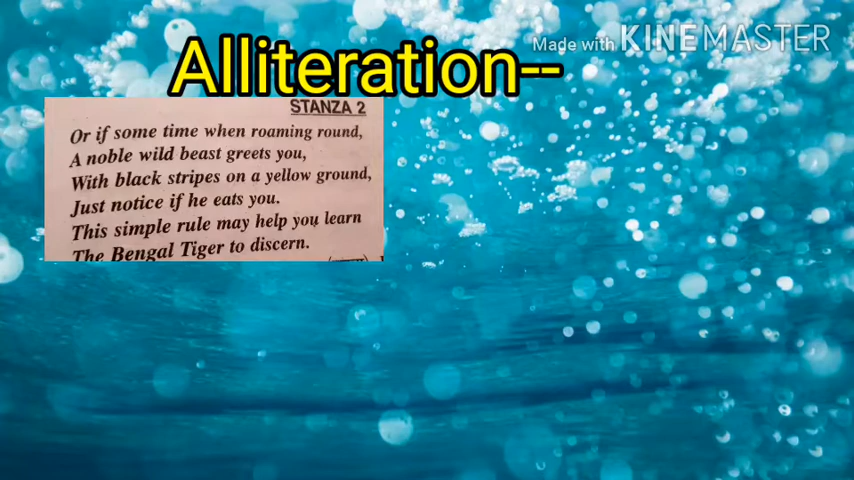 Made with KINEMASTER
Alliteration--
STANZA 2
Or if some time when roaming round,
A noble wild beast greets you,
With black stripes on a yellow ground,
Just notice if he eats you.
This simple rule may help you learn
The Bengal Tiger to discern.